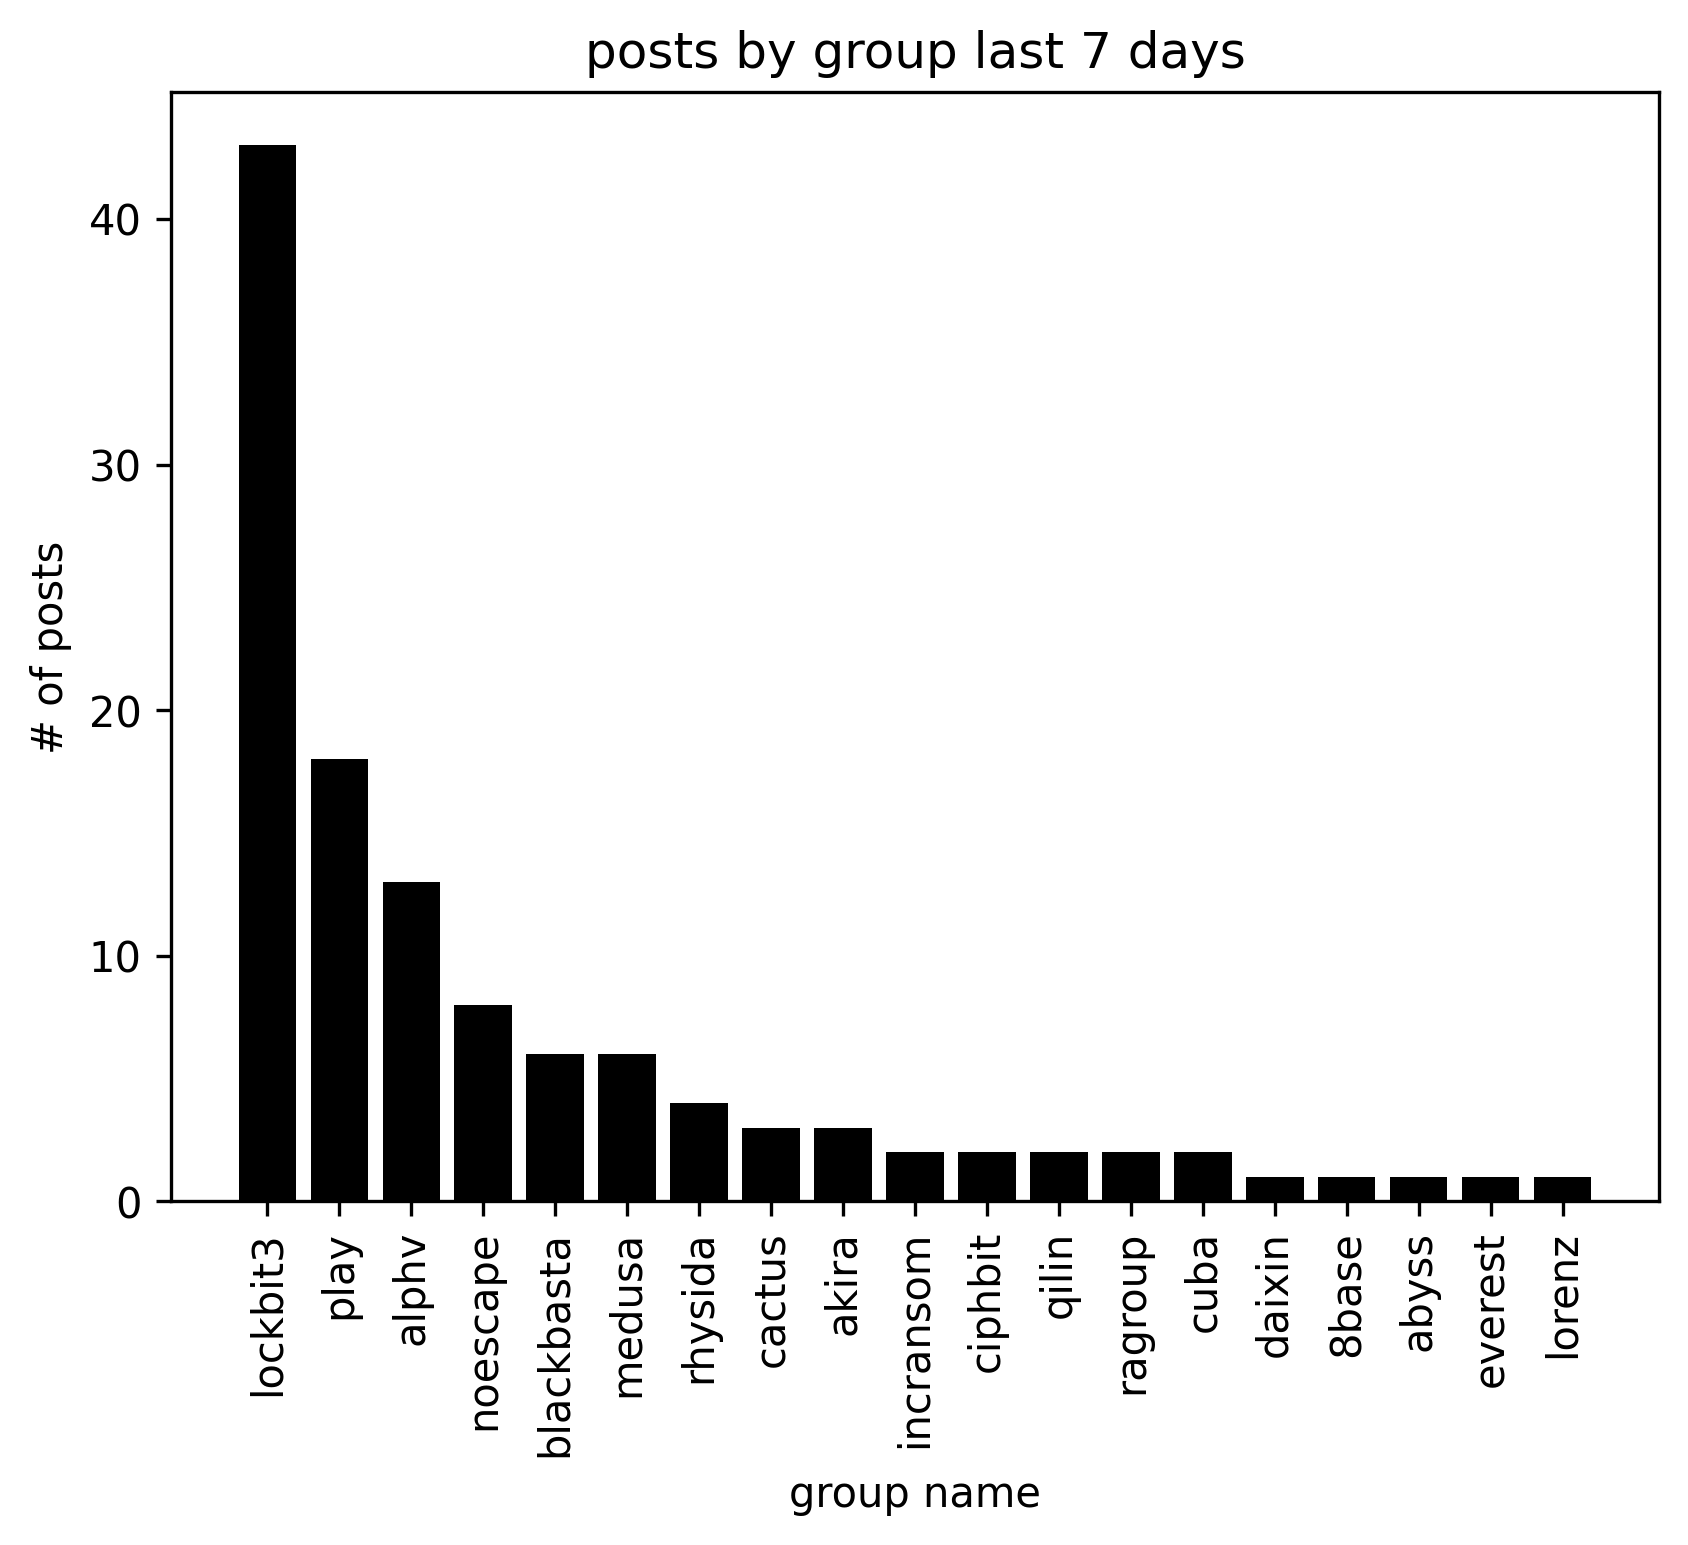 posts by group last 7 days
# of posts
40
30
20
10
0
lockbit3
play
alphv
noescape
blackbasta
medusa
rhysida
cactus
akira
incransom
ciphbit
qilin
ragroup
cuba
daixin
8base
abyss
everest
lorenz
group name